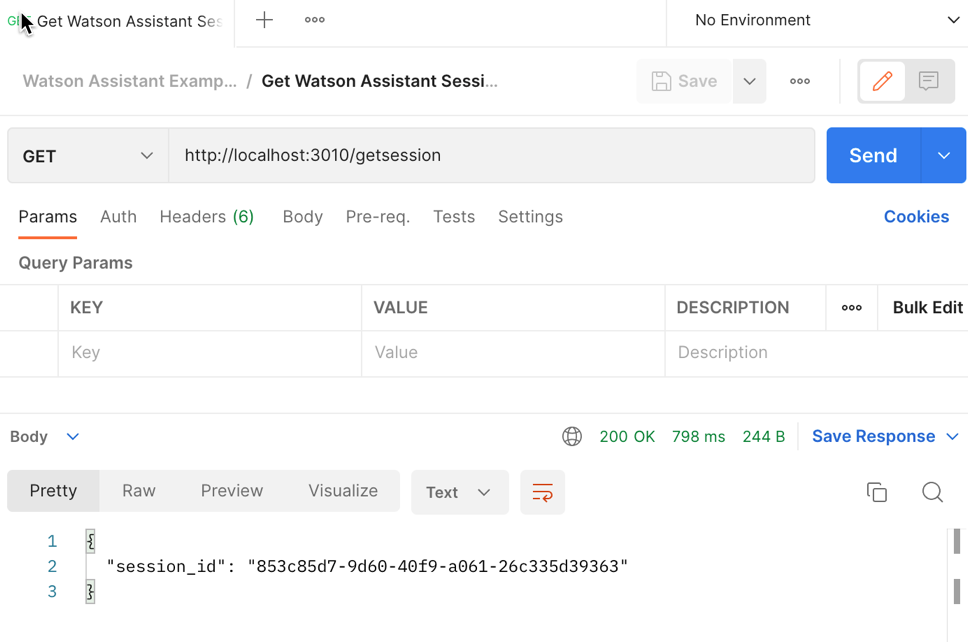 GET Get Watson Assistant Ses
No Environment
Watson Assistant Examp... / Get Watson Assistant Sessi...
Save
GET
http://localhost:3010/getsession
Send
Params Auth Headers (6) Body Pre-req. Tests Settings
Cookies
Query Params
KEY VALUE DESCRIPTION Bulk Edit
Key Value Description
Body
200 OK 798 ms 244 B
Save Response
Pretty Raw Preview Visualize
Text
1 {
2 "session_id": "853c85d7-9d60-40f9-a061-26c335d39363"
3 }